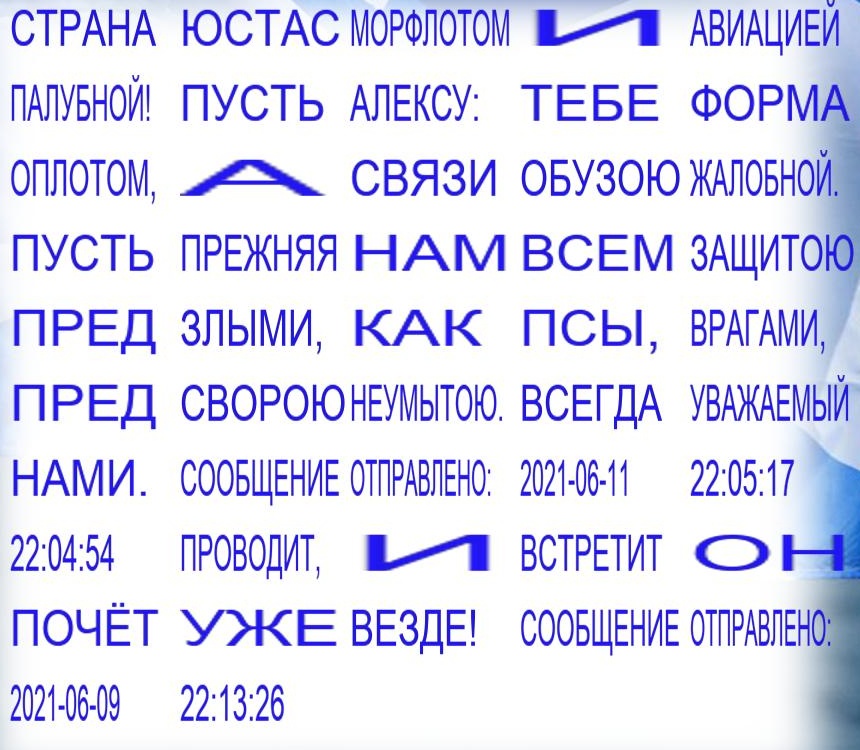 СТРАНА ЮСТАС МОРФЛОТОМ И АВИАЦИЕЙ
ПАЛУБНОЙ! ПУСТЬ АЛЕКСУ: ТЕБЕ ФОРМА
ОПЛОТОМ, А СВЯЗИ ОБУЗОЮ ЖАЛОБНОЙ.
ПУСТЬ ПРЕЖНЯЯ НАМ ВСЕМ ЗАЩИТОЮ
ПРЕД ЗЛЫМИ, КАК ПСЫ, ВРАГАМИ,
ПРЕД СВОРОЮ НЕУМЫТОЮ. ВСЕГДА УВАЖАЕМЫЙ
НАМИ. СООБЩЕНИЕ ОТПРАВЛЕНО: 2021-06-11 22:05:17
22:04:54 ПРОВОДИТ, И ВСТРЕТИТ ОН
ПОЧЁТ УЖЕ ВЕЗДЕ! СООБЩЕНИЕ ОТПРАВЛЕНО:
2021-06-09 22:13:26